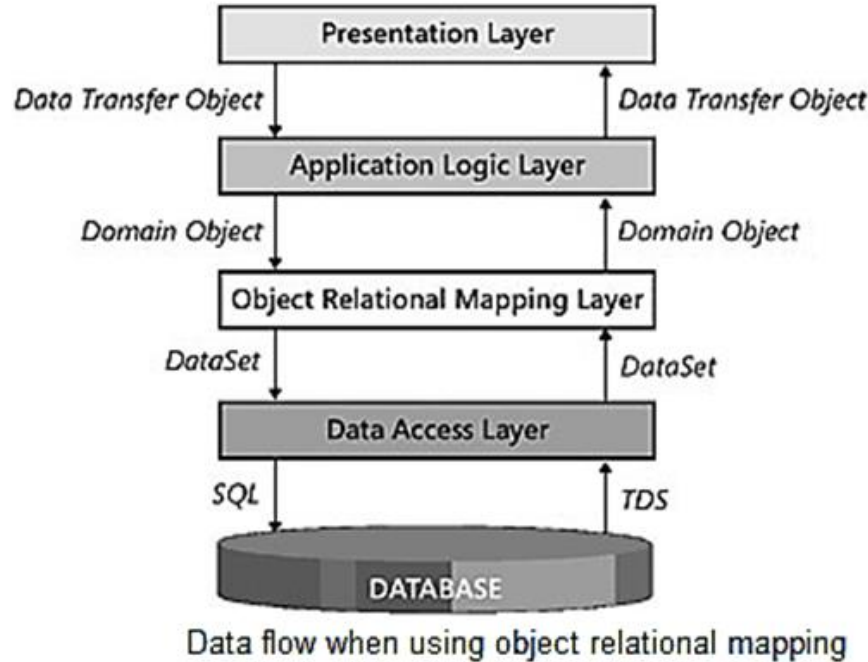 Presentation Layer
Data Transfer Object Data Transfer Object
Application Logic Layer
Domain Object Domain Object
Object Relational Mapping Layer
DataSet DataSet
Data Access Layer
SQL TDS
DATABASE
Data flow when using object relational mapping